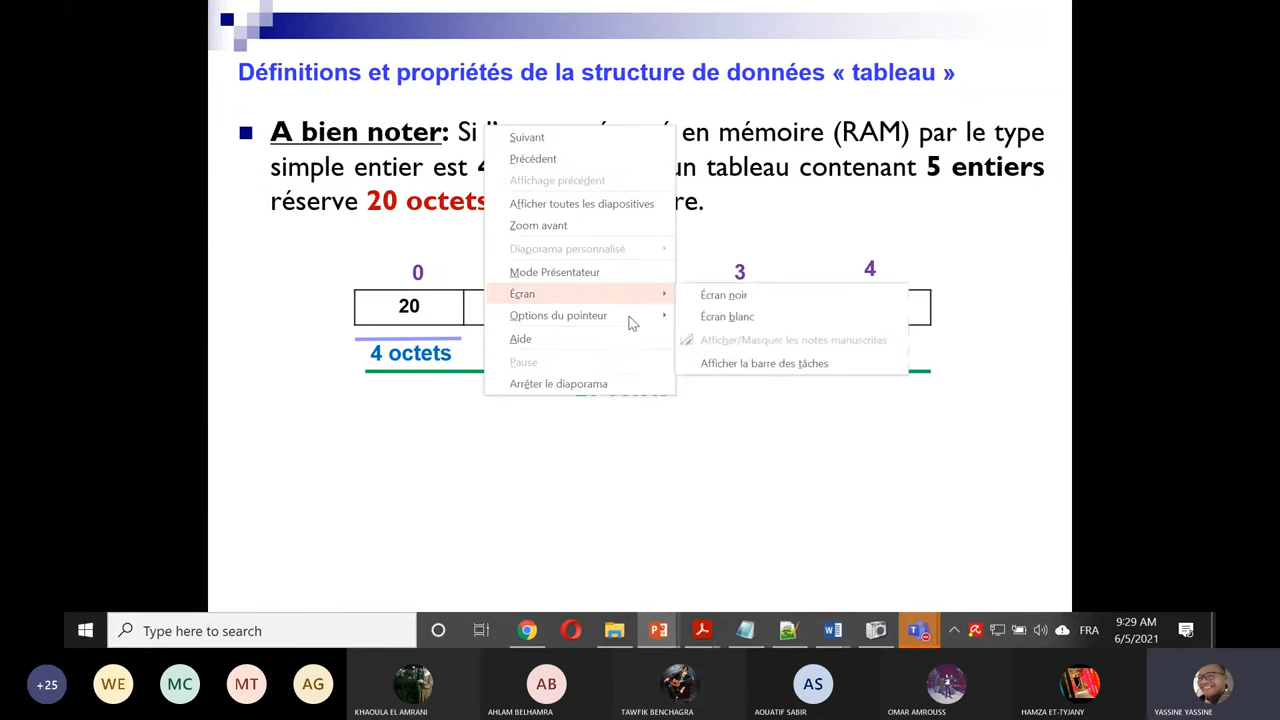 Définitions et propriétés de la structure de données « tableau »
A bien noter: Si en mémoire (RAM) par le type
simple entier est un tableau contenant 5 entiers
réserve 20 octets
Suivant
Précédent
Affichage précédent
Afficher toutes les diapositives
Zoom avant
Diaporama personnalisé
Mode Présentateur
Écran
Options du pointeur
Aide
Pause
Arrêter le diaporama
Écran noir
Écran blanc
Afficher/Masquer les notes manuscrites
Afficher la barre des tâches
0
3
4
20
4 octets
Type here to search
FRA
9:29 AM
6/5/2021
+25
WE
MC
MT
AG
KHAOULA EL AMRANI
AB
AHLAM BELHAMRA
TAWFIK BENCHAGRA
AS
AOUATIF SABIR
OMAR AMROUSS
HAMZA ET-TYJANY
YASSINE YASSINE